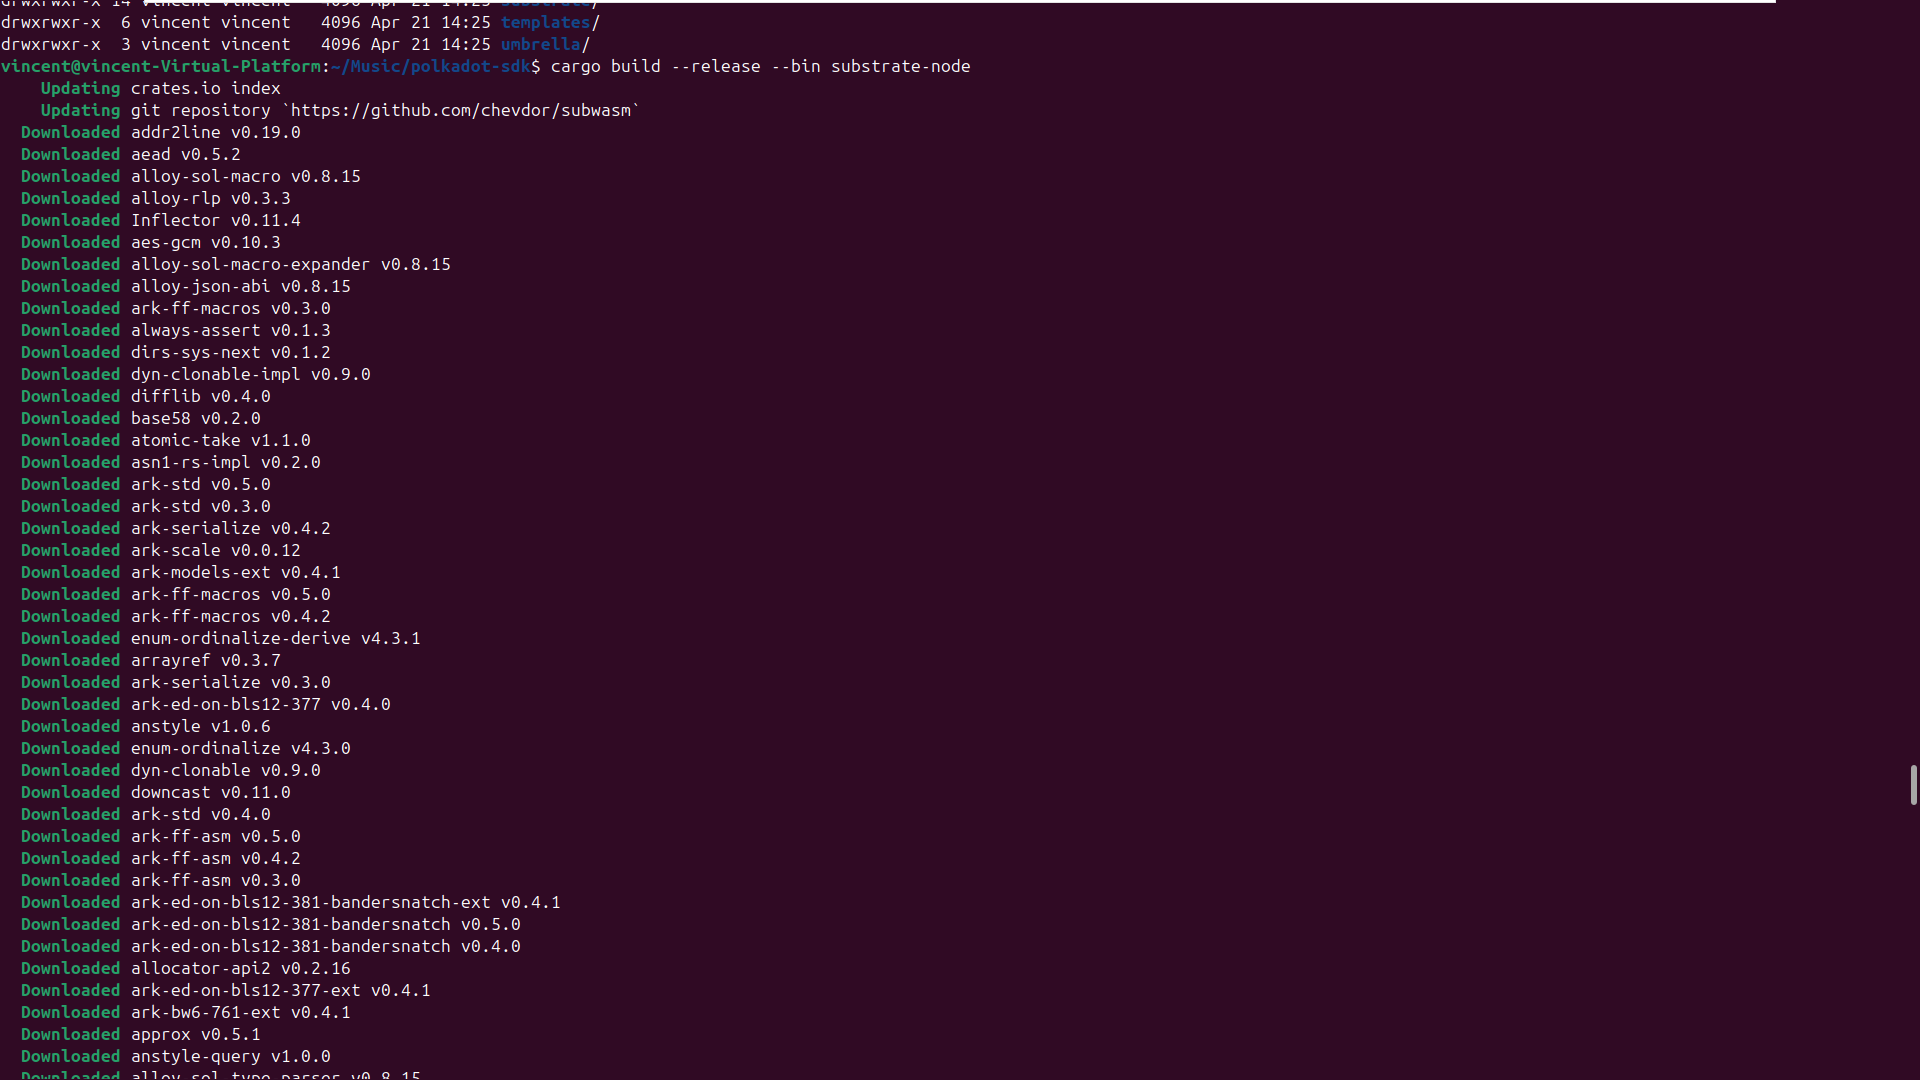 drwxrwxr-x 14 vincent vincent   4096 Apr 21 14:25 substrate/
drwxrwxr-x  6 vincent vincent   4096 Apr 21 14:25 templates/
drwxrwxr-x  3 vincent vincent   4096 Apr 21 14:25 umbrella/
vincent@vincent-Virtual-Platform:~/Music/polkadot-sdk$ cargo build --release --bin substrate-node
    Updating crates.io index
    Updating git repository `https://github.com/chevdor/subwasm`
  Downloaded addr2line v0.19.0
  Downloaded aead v0.5.2
  Downloaded alloy-sol-macro v0.8.15
  Downloaded alloy-rlp v0.3.3
  Downloaded Inflector v0.11.4
  Downloaded aes-gcm v0.10.3
  Downloaded alloy-sol-macro-expander v0.8.15
  Downloaded alloy-json-abi v0.8.15
  Downloaded ark-ff-macros v0.3.0
  Downloaded always-assert v0.1.3
  Downloaded dirs-sys-next v0.1.2
  Downloaded dyn-clonable-impl v0.9.0
  Downloaded difflib v0.4.0
  Downloaded base58 v0.2.0
  Downloaded atomic-take v1.1.0
  Downloaded asn1-rs-impl v0.2.0
  Downloaded ark-std v0.5.0
  Downloaded ark-std v0.3.0
  Downloaded ark-serialize v0.4.2
  Downloaded ark-scale v0.0.12
  Downloaded ark-models-ext v0.4.1
  Downloaded ark-ff-macros v0.5.0
  Downloaded ark-ff-macros v0.4.2
  Downloaded enum-ordinalize-derive v4.3.1
  Downloaded arrayref v0.3.7
  Downloaded ark-serialize v0.3.0
  Downloaded ark-ed-on-bls12-377 v0.4.0
  Downloaded anstyle v1.0.6
  Downloaded enum-ordinalize v4.3.0
  Downloaded dyn-clonable v0.9.0
  Downloaded downcast v0.11.0
  Downloaded ark-std v0.4.0
  Downloaded ark-ff-asm v0.5.0
  Downloaded ark-ff-asm v0.4.2
  Downloaded ark-ff-asm v0.3.0
  Downloaded ark-ed-on-bls12-381-bandersnatch-ext v0.4.1
  Downloaded ark-ed-on-bls12-381-bandersnatch v0.5.0
  Downloaded ark-ed-on-bls12-381-bandersnatch v0.4.0
  Downloaded allocator-api2 v0.2.16
  Downloaded ark-ed-on-bls12-377-ext v0.4.1
  Downloaded ark-bw6-761-ext v0.4.1
  Downloaded approx v0.5.1
  Downloaded anstyle-query v1.0.0
  Downloaded alloy-sol-type-parser v0.8.15